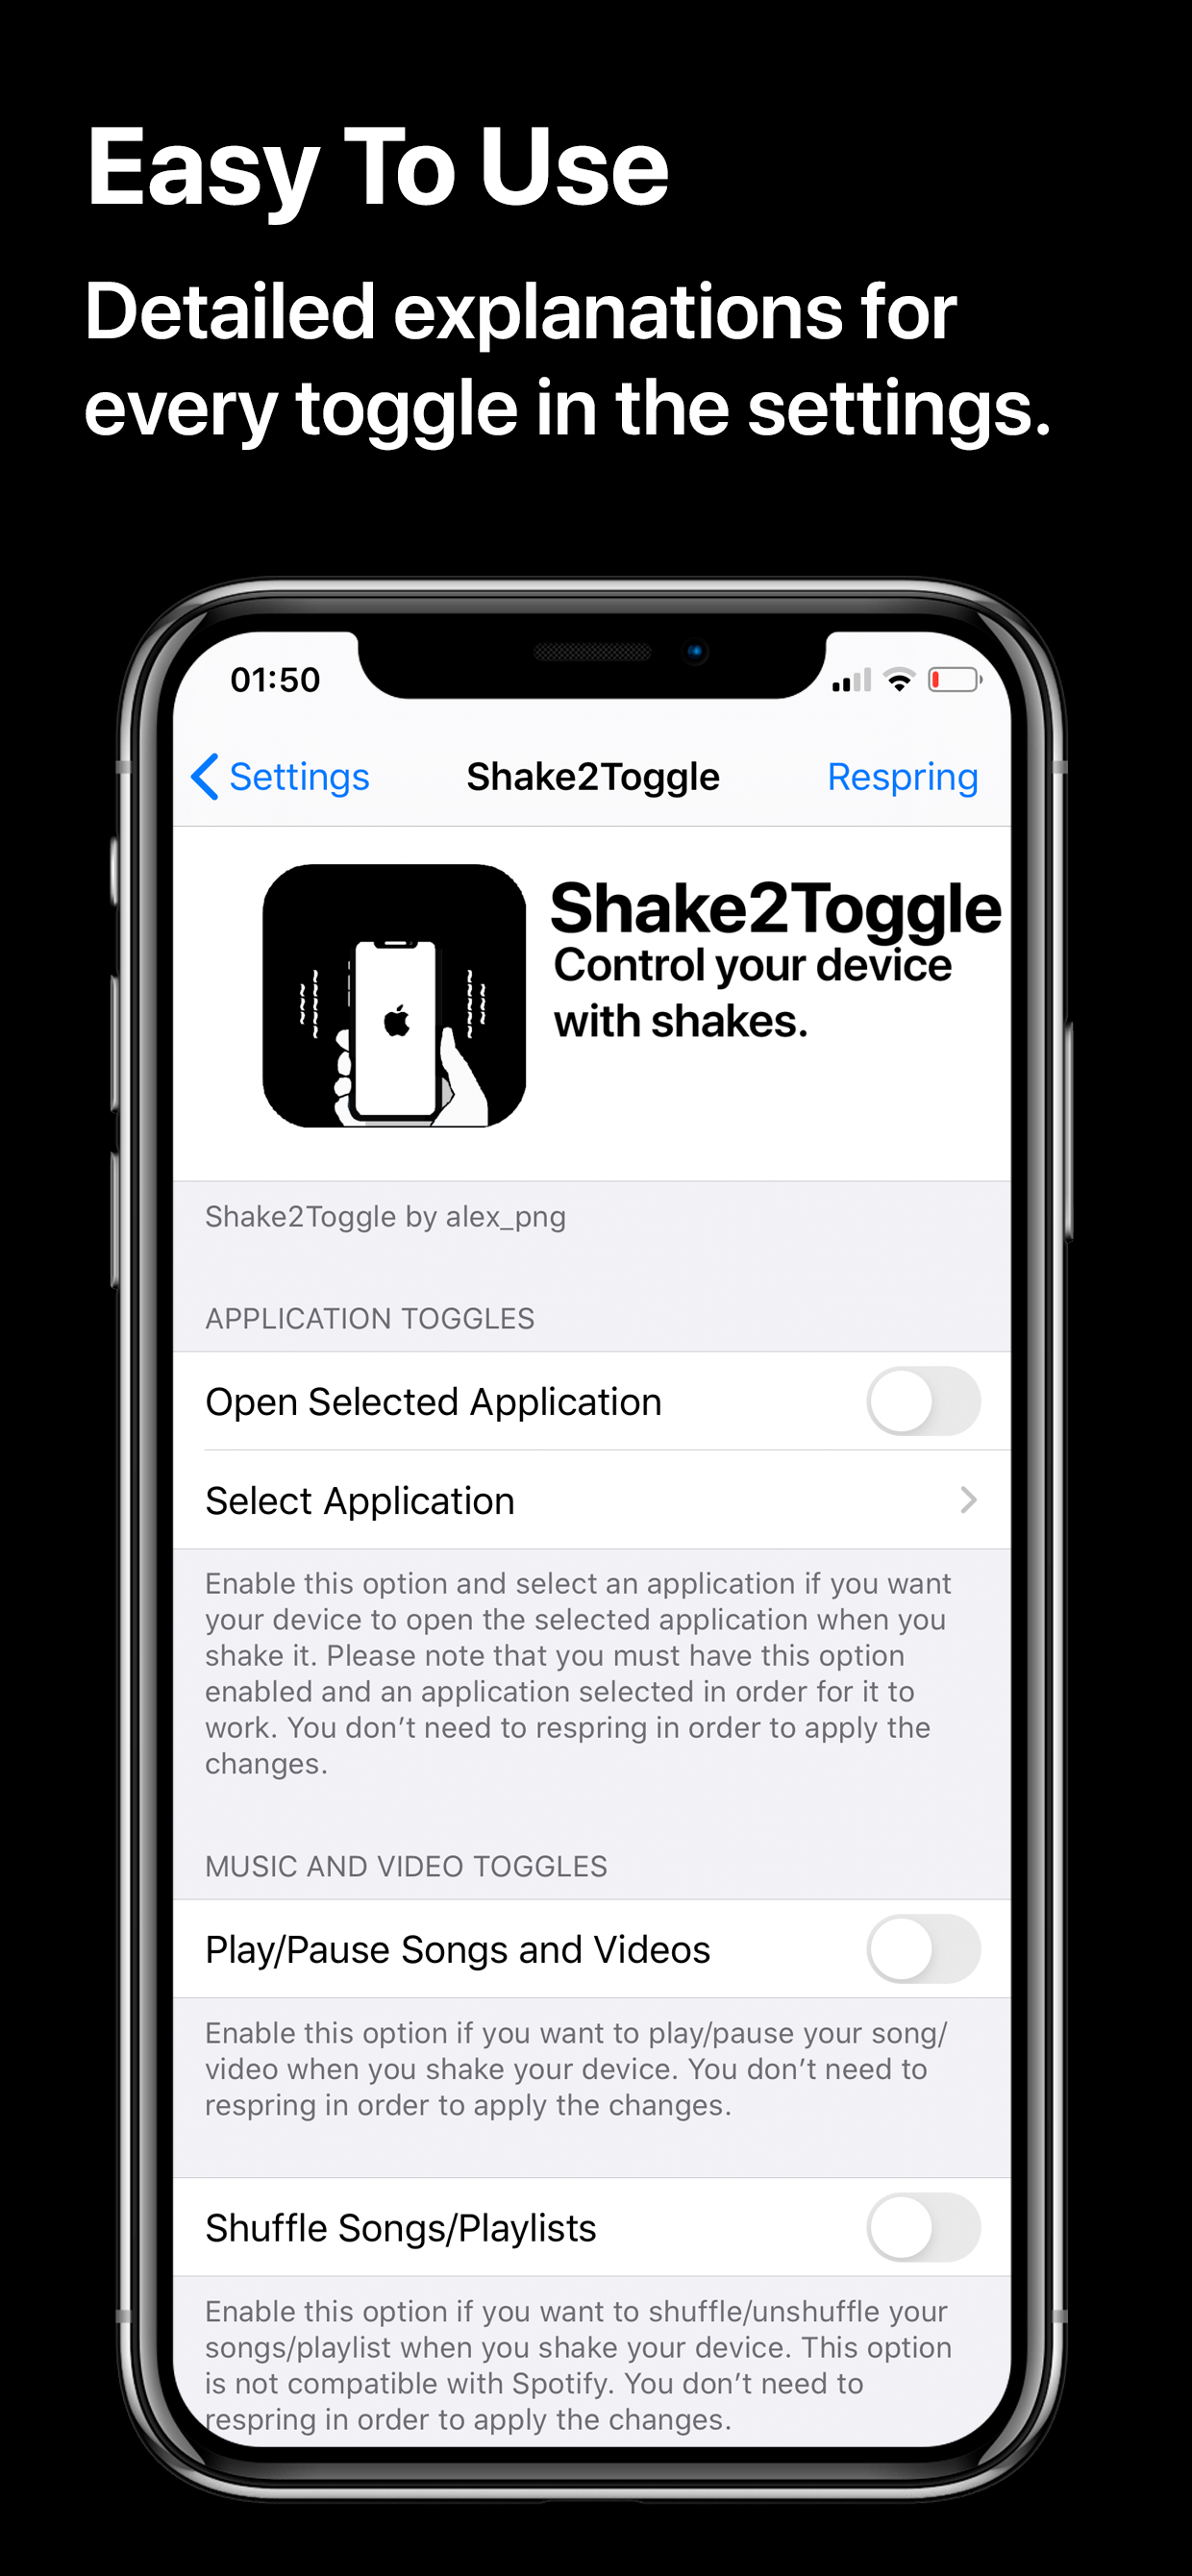 Easy To Use
Detailed explanations for
every toggle in the settings.
01:50
Settings
Shake2Toggle
Respring
Shake2Toggle
Control your device
with shakes.
Shake2Toggle by alex_png
APPLICATION TOGGLES
Open Selected Application
Select Application
Enable this option and select an application if you want
your device to open the selected application when you
shake it. Please note that you must have this option
enabled and an application selected in order for it to
work. You don’t need to respring in order to apply the
changes.
MUSIC AND VIDEO TOGGLES
Play/Pause Songs and Videos
Enable this option if you want to play/pause your song/
video when you shake your device. You don’t need to
respring in order to apply the changes.
Shuffle Songs/Playlists
Enable this option if you want to shuffle/unshuffle your
songs/playlist when you shake your device. This option
is not compatible with Spotify. You don’t need to
respring in order to apply the changes.